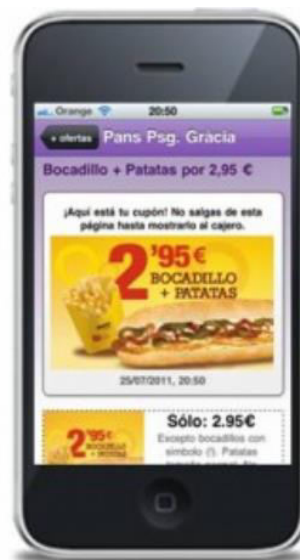 Orange 20:50
+ ofertas Pans Psg. Gràcia
Bocadillo + Patatas por 2,95 €
¡Aquí está tu cupón! No salgas de esta
página hasta mostrarlo al cajero.
2'95€
BOCADILLO
+ PATATAS
25/07/2011, 20:50
Sólo: 2.95€
2'95€
BOCADILLO
+ PATATAS
Excepto bocadillos con
símbolo (!). Patatas